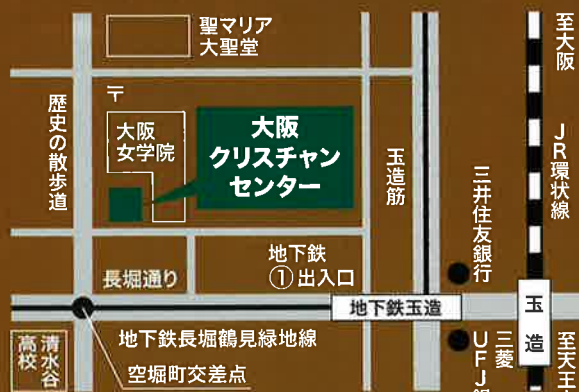 聖マリア
大聖堂
至大阪
〒
歴史の散歩道
大阪
女学院
大阪
クリスチャン
センター
玉造筋
JR環状線
三井住友銀行
地下鉄
①出入口
長堀通り
地下鉄玉造
玉造
地下鉄長堀鶴見緑地線
清水谷
高校
空堀町交差点
三菱
UFJ
至天王